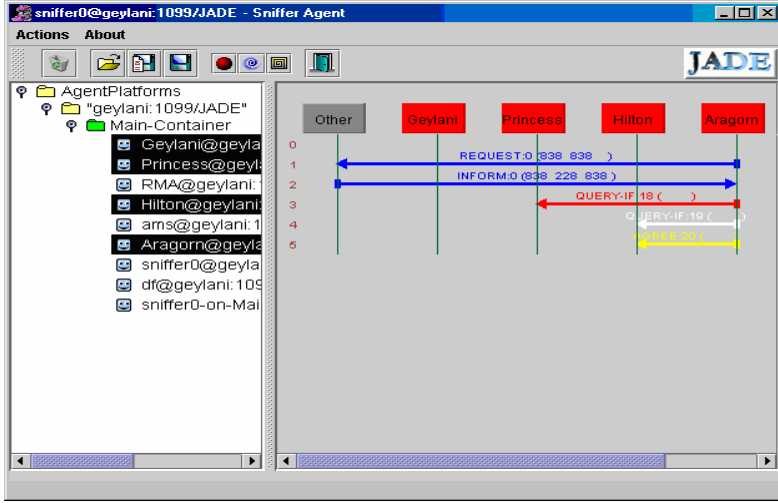 sniffer0@geylani:1099/JADE - Sniffer Agent
Actions About
JADE
AgentPlatforms
"geylani:1099/JADE"
Main-Container
Geylani@geyla
Princess@geyl
RMA@geylani:
Hilton@geylani:
ams@geylani:1
Aragorn@geyla
sniffer0@geyla
df@geylani:109
sniffer0-on-Mai
Other Geylani Princess Hilton Aragorn
0
1 REQUEST:0 (838 838 )
2 INFORM:0 (838 228 838 )
3 QUERY-IF:18 ( )
4 QUERY-IF:19 ( )
5 AGREE:20 (